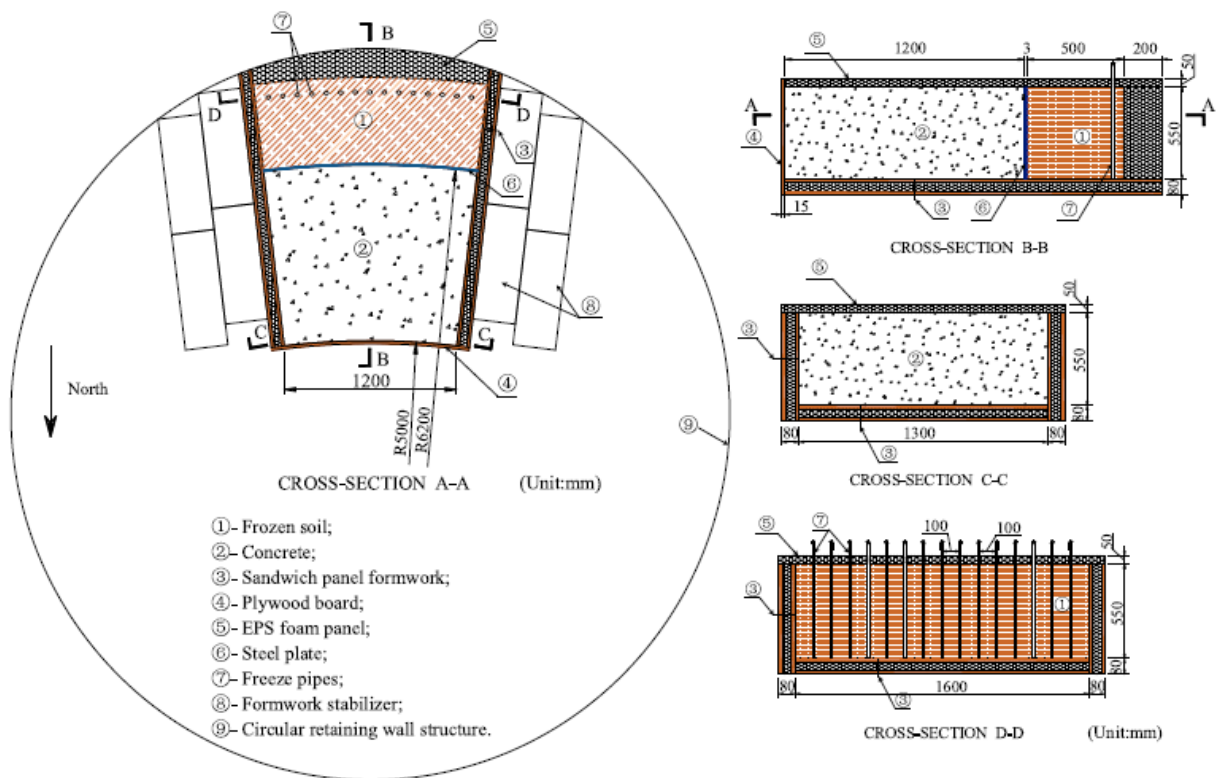 ⑦
B
⑤
D
D
①
③
⑥
②
⑧
C
C
B
④
1200
R5000
R6200
North
⑨
CROSS-SECTION A-A (Unit:mm)
①- Frozen soil;
②- Concrete;
③- Sandwich panel formwork;
④- Plywood board;
⑤- EPS foam panel;
⑥- Steel plate;
⑦- Freeze pipes;
⑧- Formwork stabilizer;
⑨- Circular retaining wall structure.
⑤
1200
3
500
200
50
A
A
④
②
①
550
80
15
③
⑥
⑦
CROSS-SECTION B-B
⑤
50
③
②
550
80
80
1300
80
③
CROSS-SECTION C-C
⑤
⑦
100
100
50
③
①
550
80
80
1600
80
③
CROSS-SECTION D-D (Unit:mm)